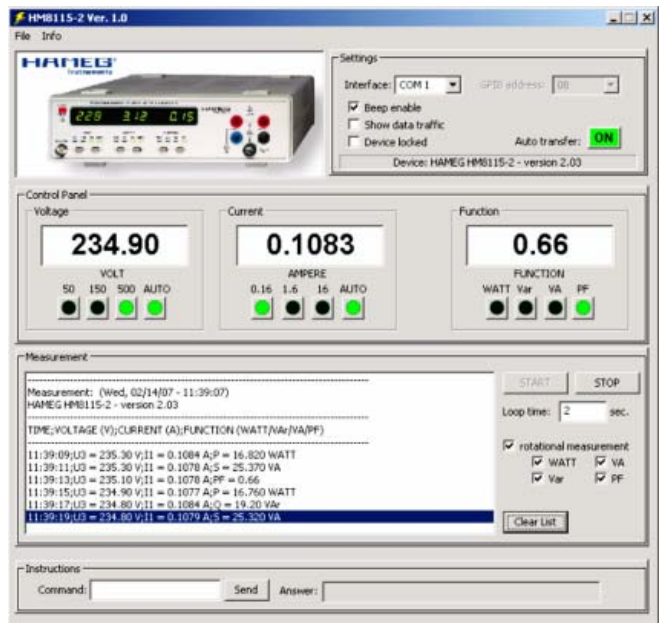 HM8115-2 Ver. 1.0
File Info
HAMEG
Instruments
228 3.12 0.15
Settings
Interface: COM 1 GPIB address: 08
Beep enable
Show data traffic
Device locked Auto transfer: ON
Device: HAMEG HM8115-2 - version 2.03
Control Panel
Voltage Current Function
234.90 0.1083 0.66
VOLT AMPERE FUNCTION
50 150 500 AUTO 0.16 1.6 16 AUTO WATT Var VA PF
Measurement
Measurement: (Wed, 02/14/07 - 11:39:07)
HAMEG HM8115-2 - version 2.03
TIME;VOLTAGE (V);CURRENT (A);FUNCTION (WATT/VAr/VA/PF)
11:39:09;U3 = 235.30 V;I1 = 0.1084 A;P = 16.820 WATT
11:39:11;U3 = 235.30 V;I1 = 0.1078 A;S = 25.370 VA
11:39:13;U3 = 235.10 V;I1 = 0.1078 A;PF = 0.66
11:39:15;U3 = 234.90 V;I1 = 0.1077 A;P = 16.760 WATT
11:39:17;U3 = 234.80 V;I1 = 0.1084 A;Q = 19.20 VAr
11:39:19;U3 = 234.80 V;I1 = 0.1079 A;S = 25.320 VA
START STOP
Loop time: 2 sec.
rotational measurement
WATT VA
Var PF
Clear List
Instructions
Command: Send Answer: